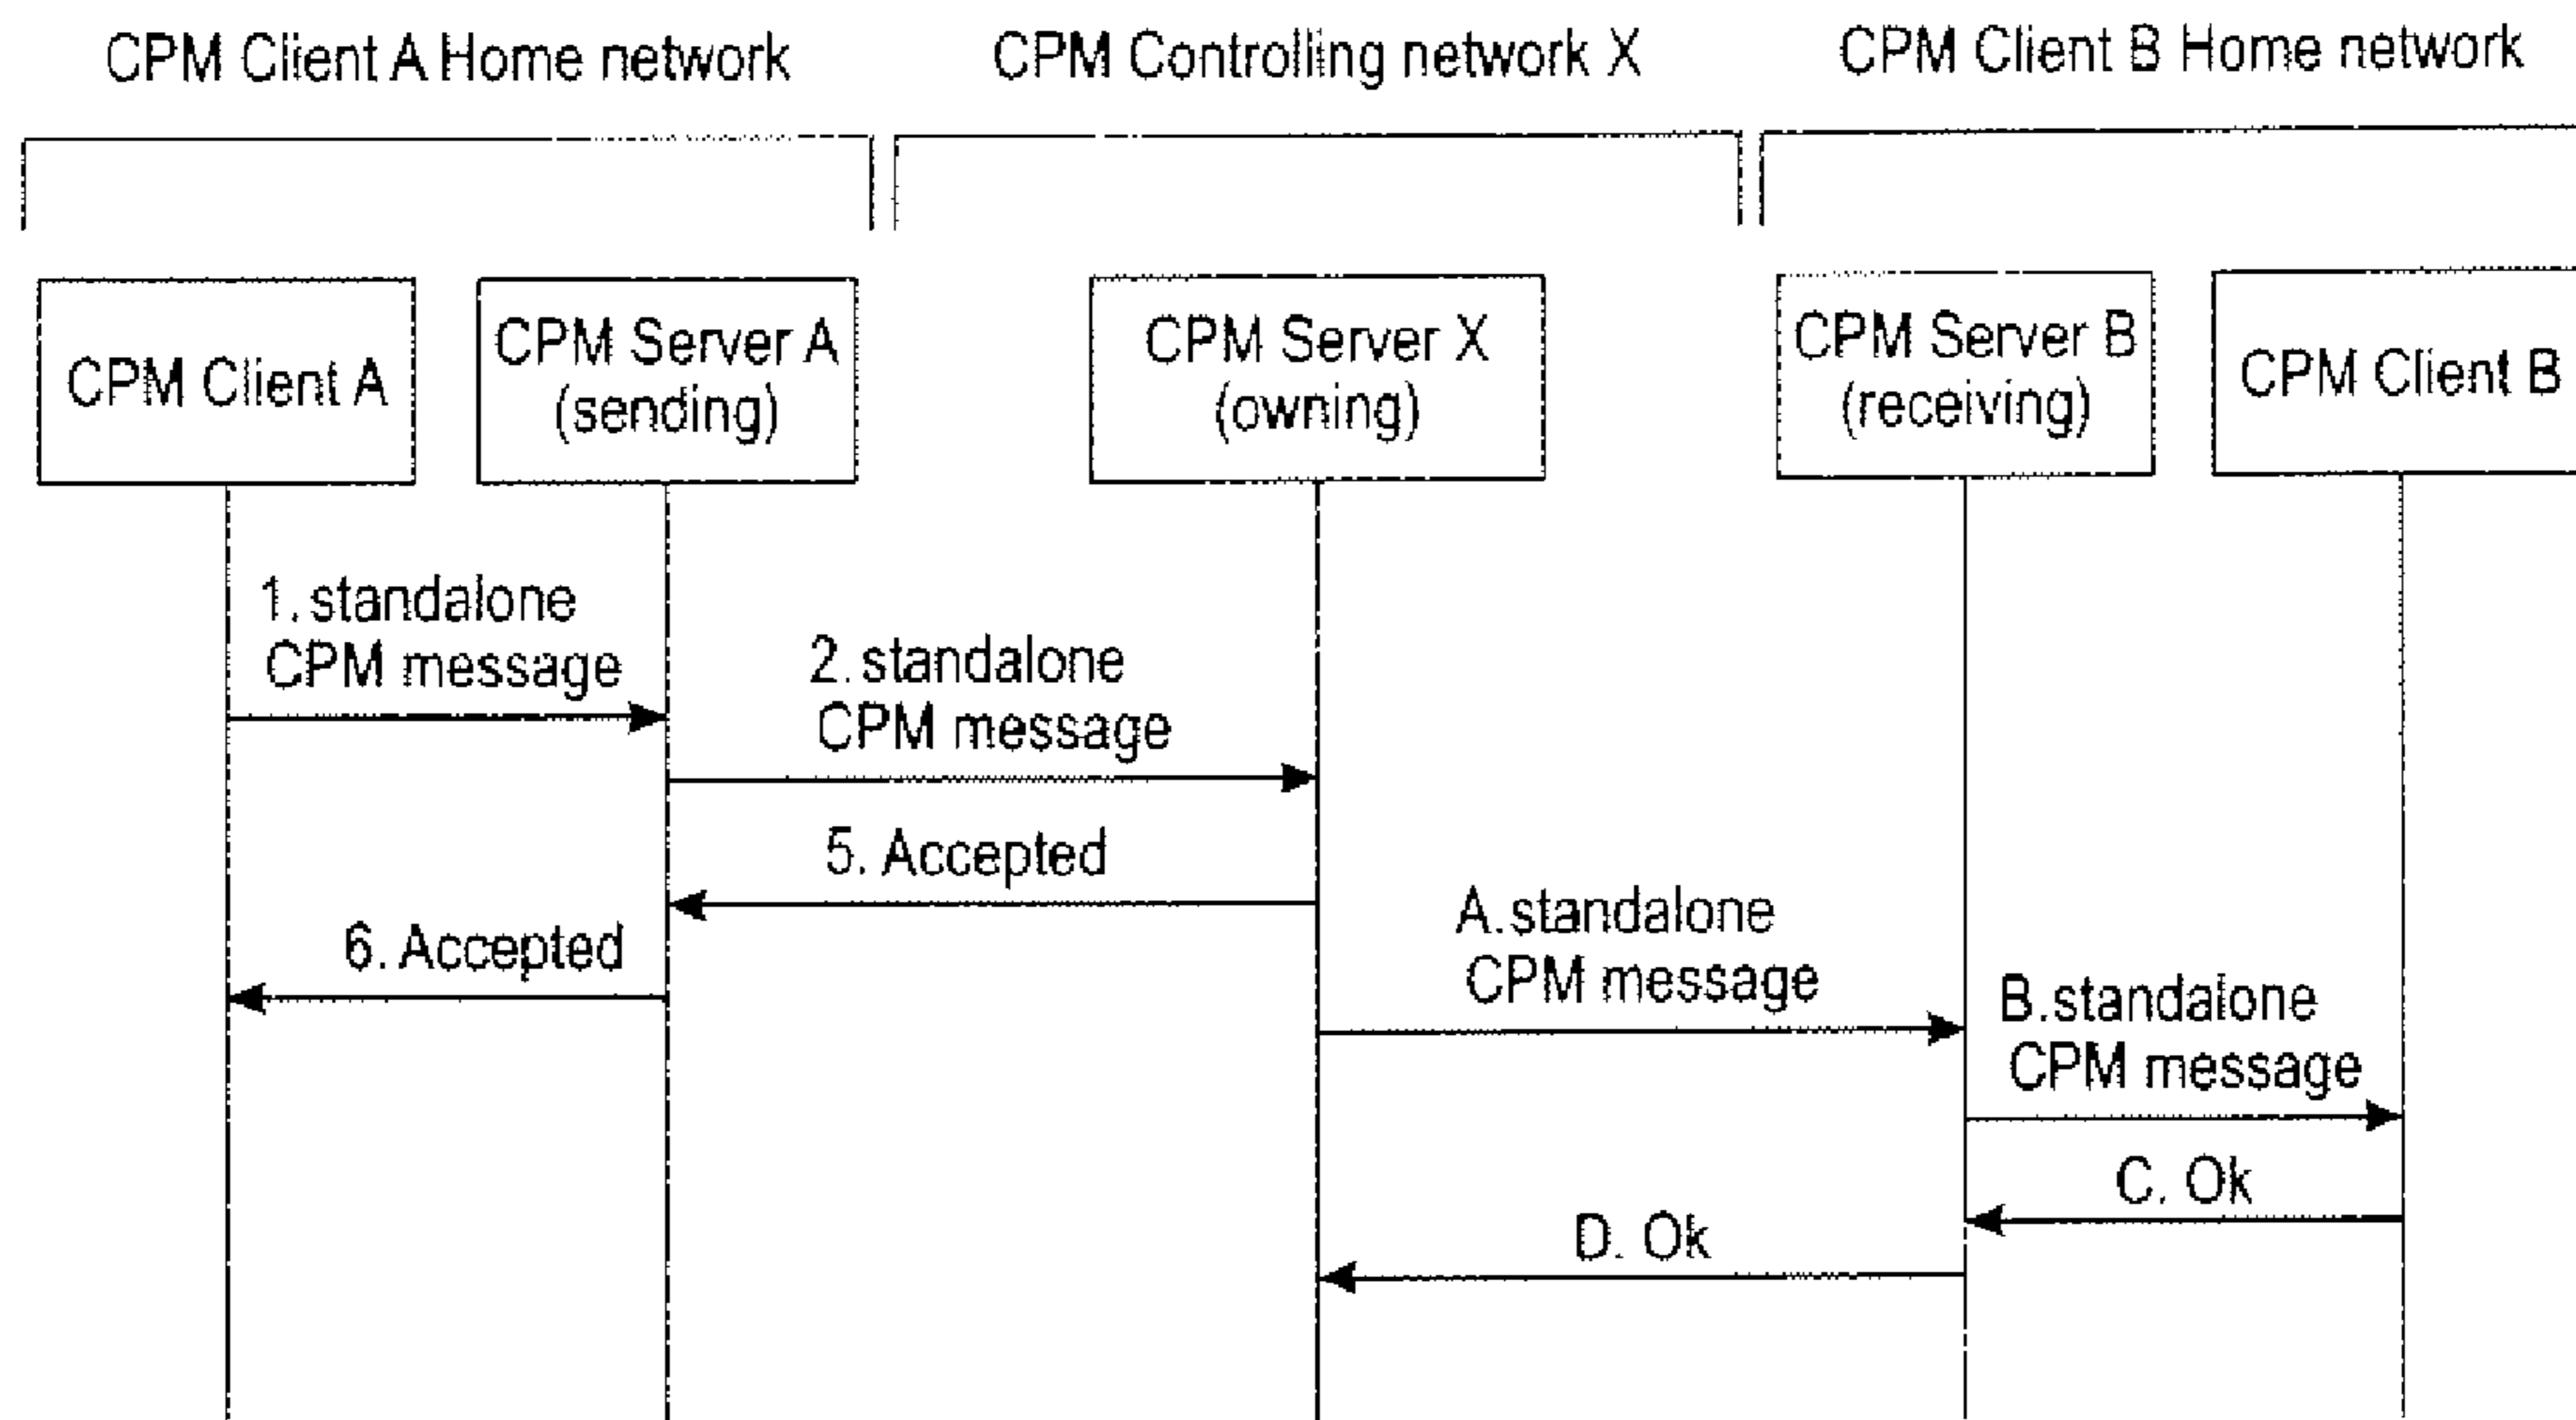 CPM Client A Home network
CPM Controlling network X
CPM Client B Home network
CPM Client A
CPM Server A
(sending)
CPM Server X
(owning)
CPM Server B
(receiving)
CPM Client B
1. standalone
CPM message
2. standalone
CPM message
5. Accepted
A. standalone
CPM message
6. Accepted
B. standalone
CPM message
C. Ok
D. Ok